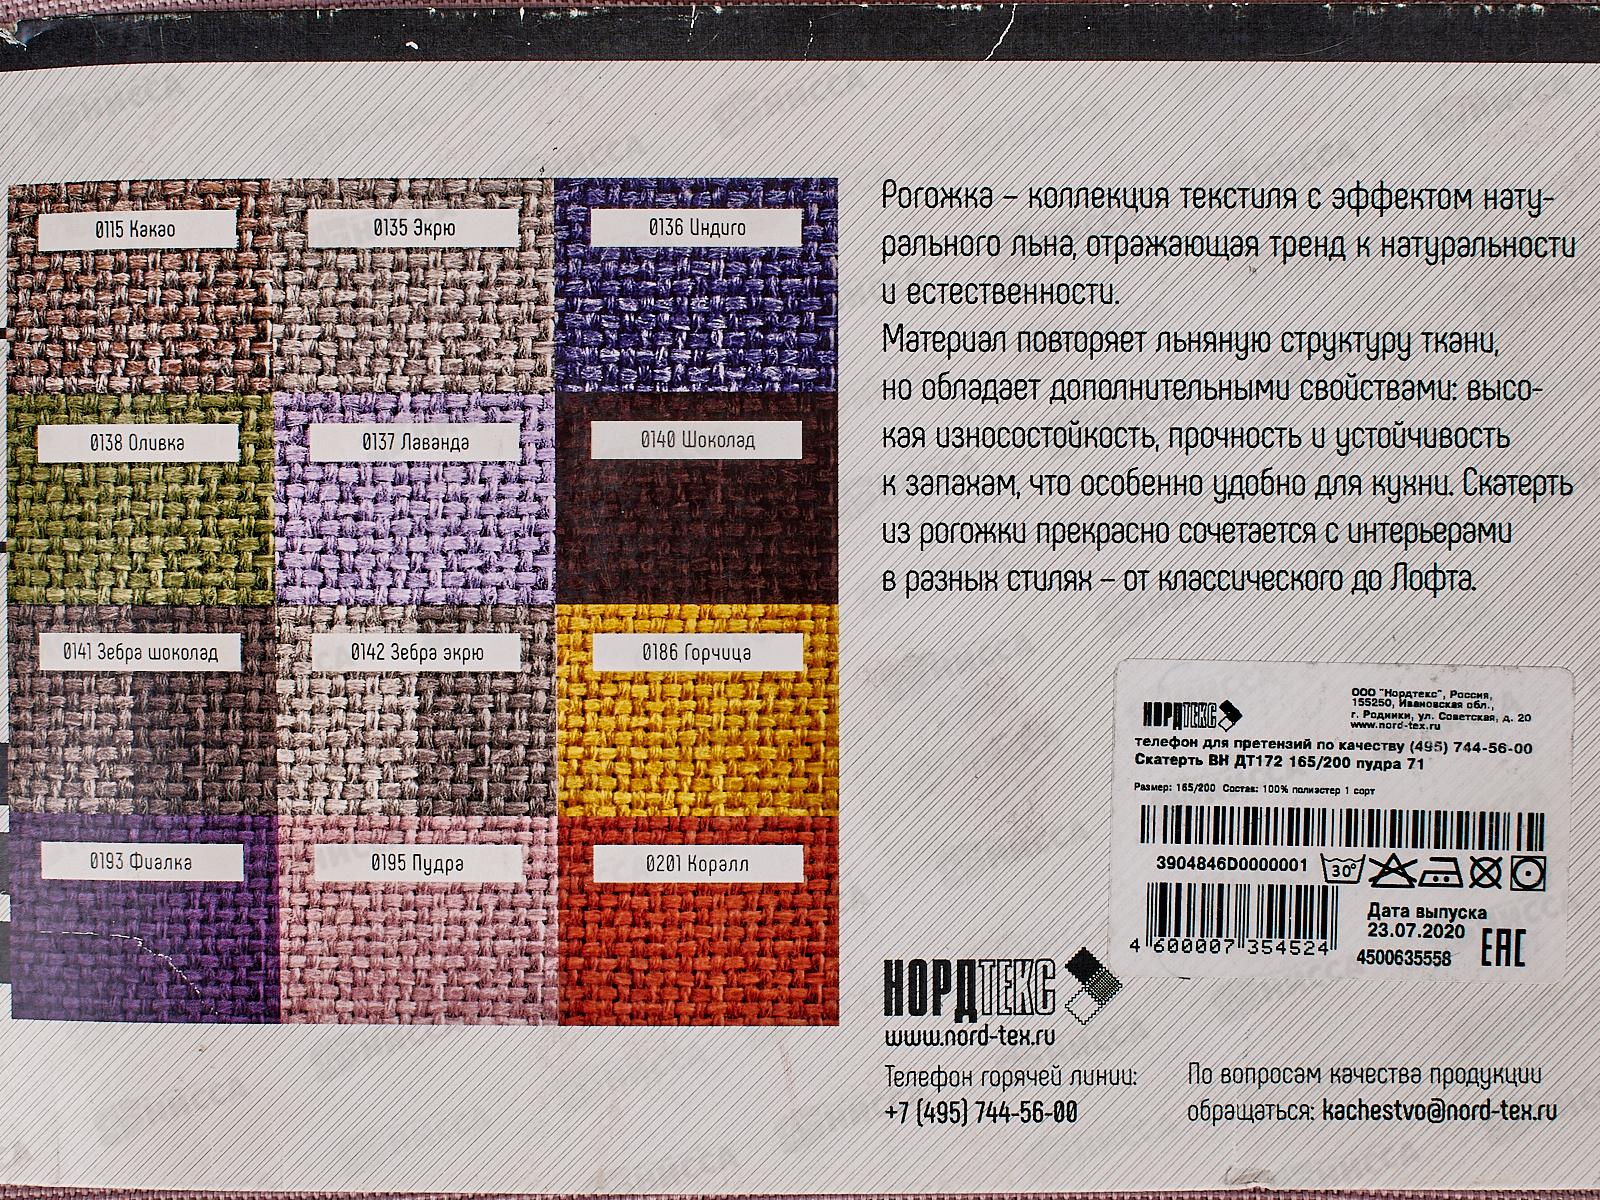 0115 Какао
0135 Экрю
0136 Индиго
0138 Оливка
0137 Лаванда
0140 Шоколад
0141 Зебра шоколад
0142 Зебра экрю
0186 Горчица
0193 Фиалка
0195 Пудра
0201 Коралл
Рогожка – коллекция текстиля с эффектом нату-
рального льна, отражающая тренд к натуральности
и естественности.
Материал повторяет льняную структуру ткани,
но обладает дополнительными свойствами: высо-
кая износостойкость, прочность и устойчивость
к запахам, что особенно удобно для кухни. Скатерть
из рогожки прекрасно сочетается с интерьерами
в разных стилях – от классического до Лофта.
НОРДТЕКС
ООО "Нордтекс", Россия,
155250, Ивановская обл.,
г. Родники, ул. Советская, д. 20
www.nord-tex.ru
телефон для претензий по качеству (495) 744-56-00
Скатерть ВН ДТ172 165/200 пудра 71
Размер: 165/200 Состав: 100% полиэстер 1 сорт
3904846D0000001
30°
4 600007 354524
Дата выпуска
23.07.2020
4500635558
EAC
НОРДТЕКС
www.nord-tex.ru
Телефон горячей линии:
+7 (495) 744-56-00
По вопросам качества продукции
обращаться: kachestvo@nord-tex.ru